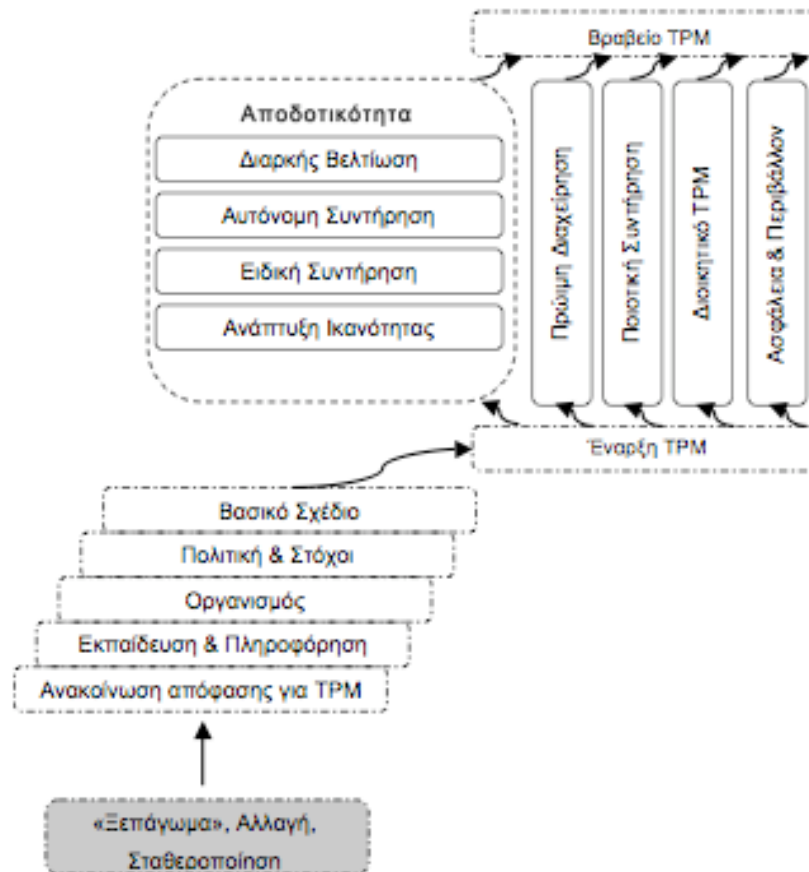 Βραβείο TPM
Αποδοτικότητα
Διαρκής Βελτίωση
Αυτόνομη Συντήρηση
Ειδική Συντήρηση
Ανάπτυξη Ικανότητας
Πρώιμη Διαχείρηση
Ποιοτική Συντήρηση
Διοικητικό TPM
Ασφάλεια & Περιβάλλον
Έναρξη TPM
Βασικό Σχέδιο
Πολιτική & Στόχοι
Οργανισμός
Εκπαίδευση & Πληροφόρηση
Ανακοίνωση απόφασης για TPM
«Ξεπάγωμα», Αλλαγή,
Σταθεροποίηση